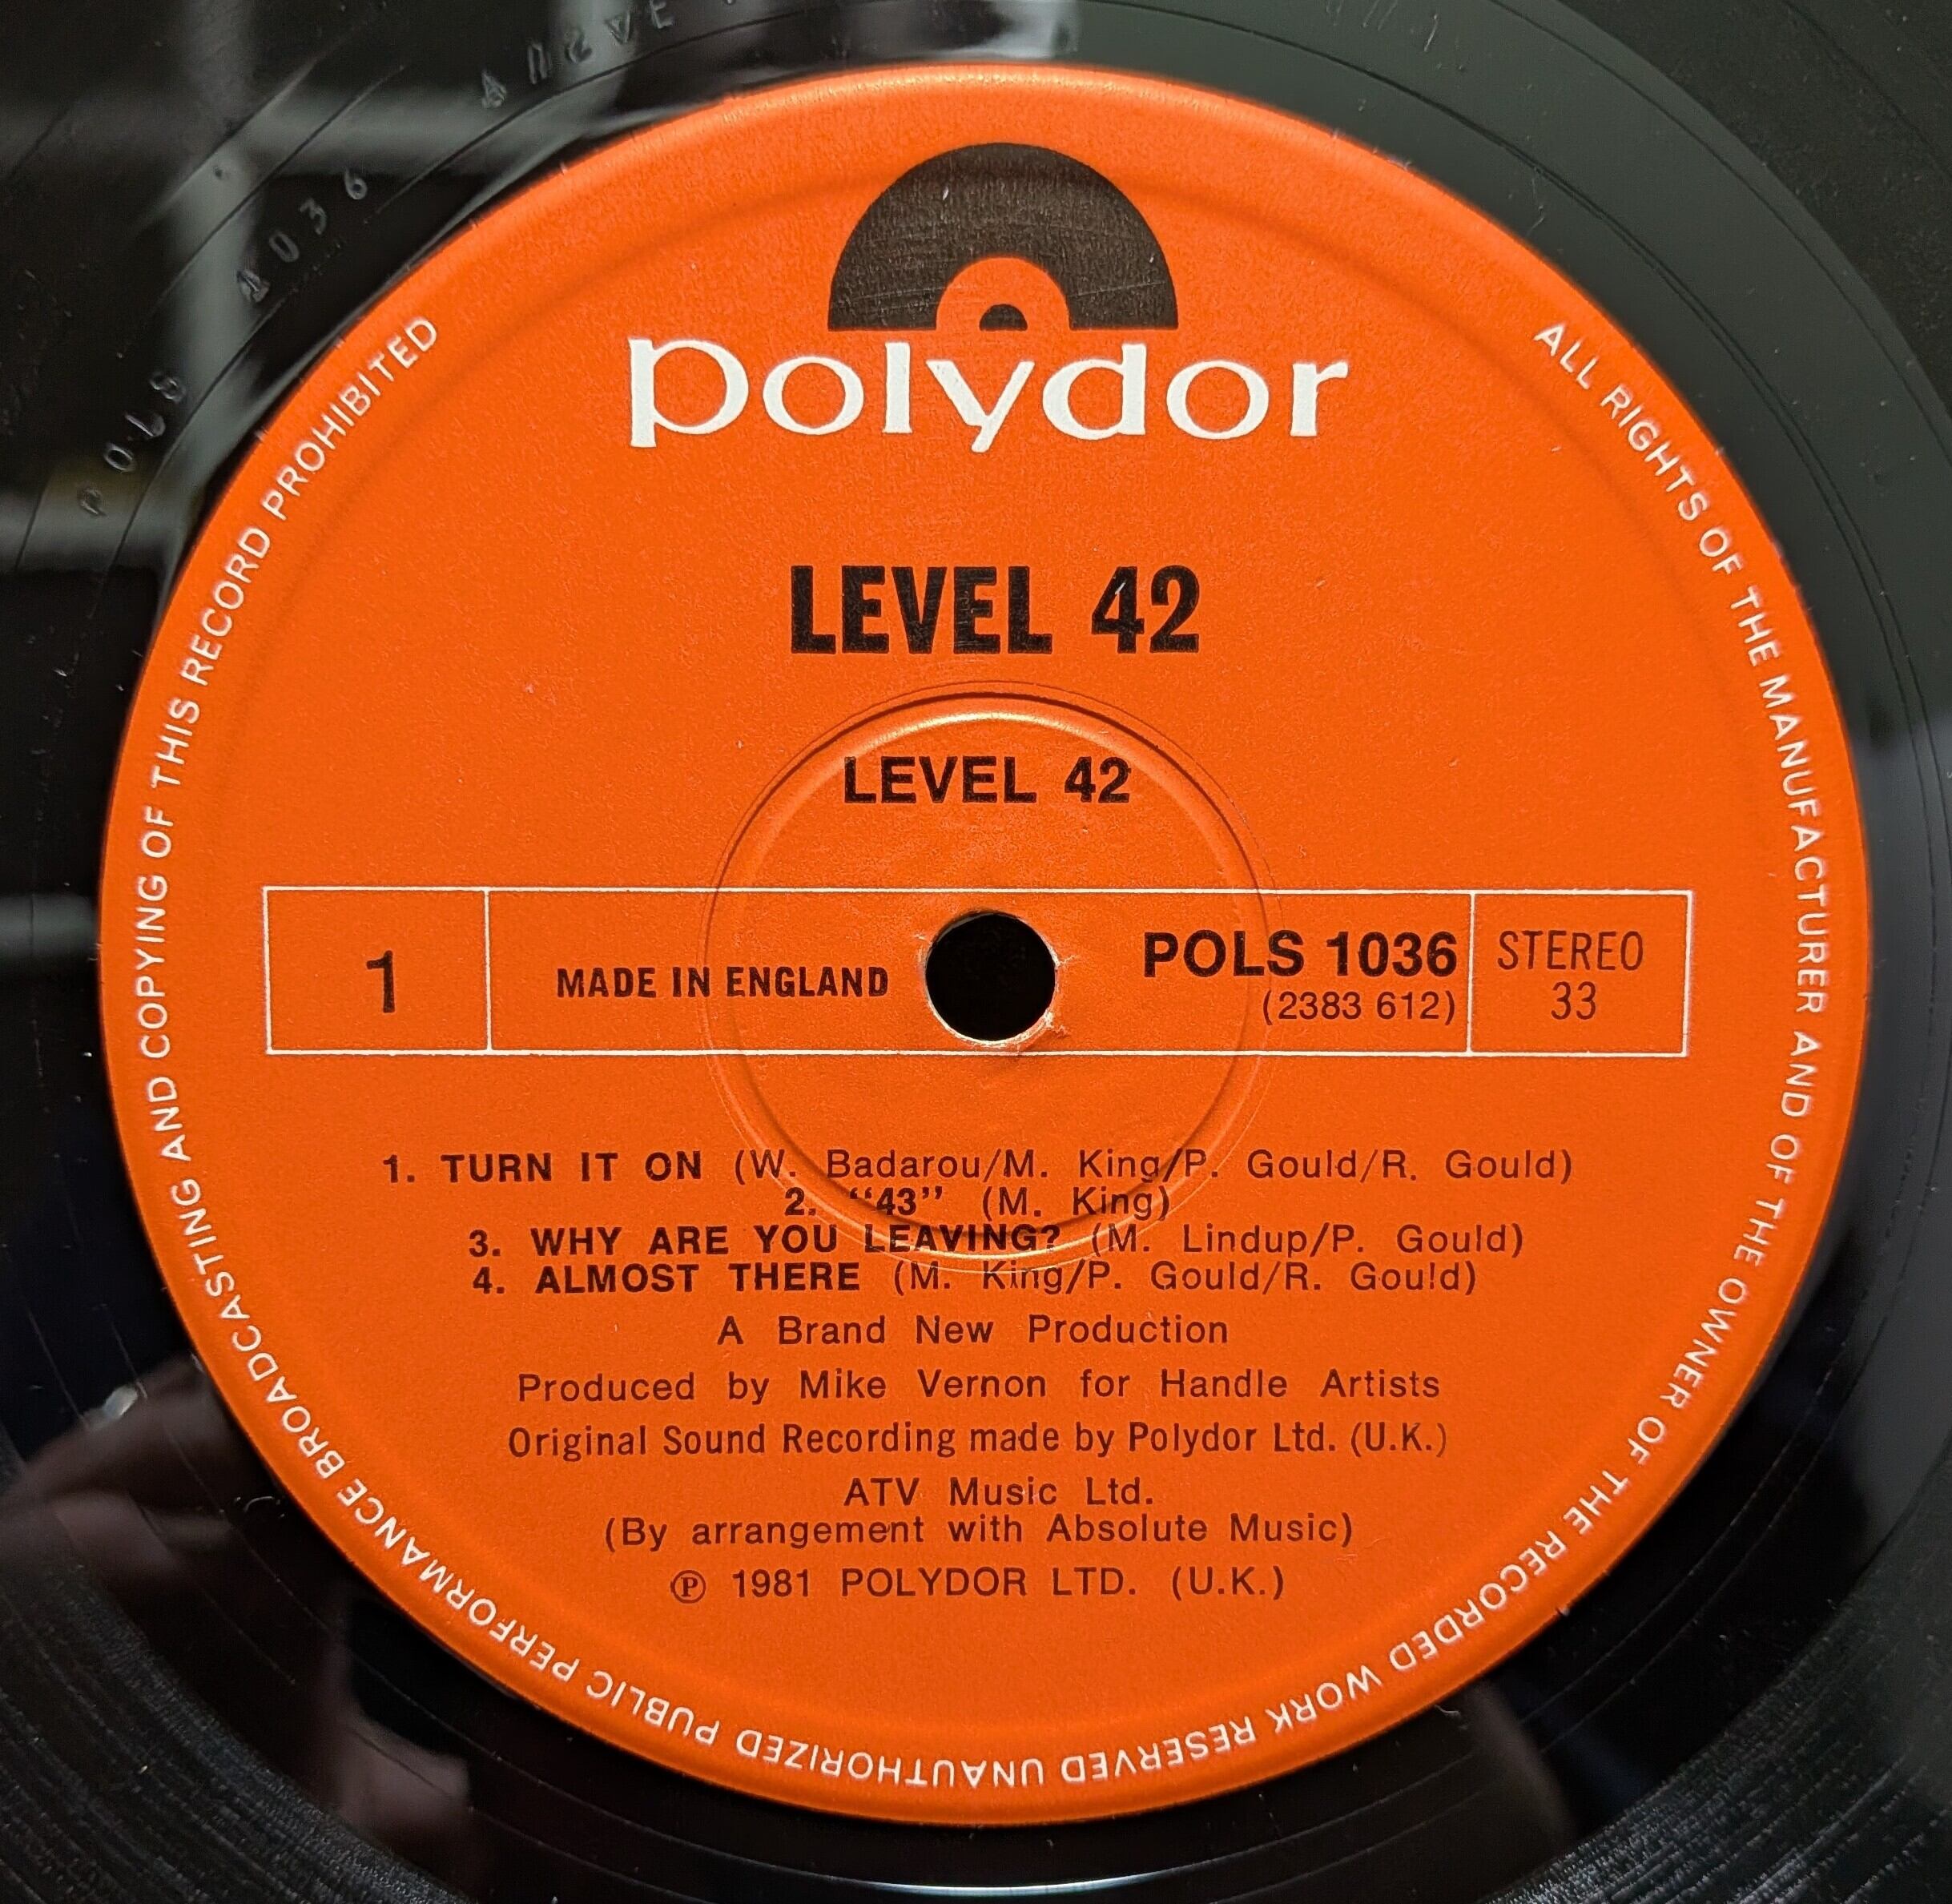 polydor
LEVEL 42
LEVEL 42
1
MADE IN ENGLAND
POLS 1036
(2383 612)
STEREO
33
1. TURN IT ON (W. Badarou/M. King/P. Gould/R. Gould)
2. “43” (M. King)
3. WHY ARE YOU LEAVING? (M. Lindup/P. Gould)
4. ALMOST THERE (M. King/P. Gould/R. Gould)
A Brand New Production
Produced by Mike Vernon for Handle Artists
Original Sound Recording made by Polydor Ltd. (U.K.)
ATV Music Ltd.
(By arrangement with Absolute Music)
℗ 1981 POLYDOR LTD. (U.K.)
ALL RIGHTS OF THE MANUFACTURER AND OF THE OWNER OF THE RECORDED WORK RESERVED UNAUTHORIZED PUBLIC PERFORMANCE BROADCASTING AND COPYING OF THIS RECORD PROHIBITED
POLS 1036